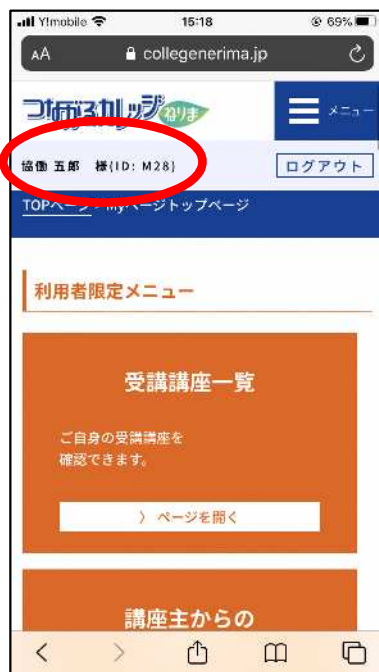 Y!mobile 15:18 69%
AA collegenerima.jp
つながるカレッジねりま
メニュー
協働 五郎 様(ID: M28)
ログアウト
TOPページ > Myページトップページ
利用者限定メニュー
受講講座一覧
ご自身の受講講座を
確認できます。
〉 ページを開く
講座主からの